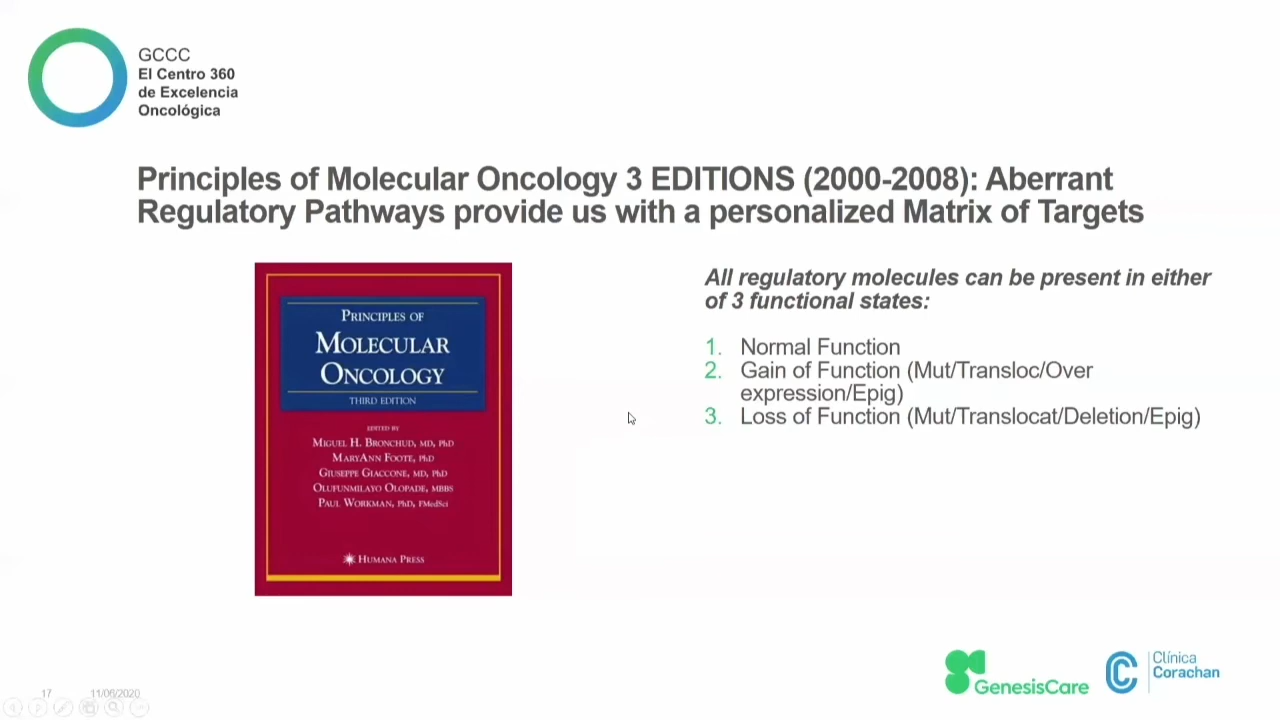 GCCC
El Centro 360
de Excelencia
Oncológica
Principles of Molecular Oncology 3 EDITIONS (2000-2008): Aberrant
Regulatory Pathways provide us with a personalized Matrix of Targets
PRINCIPLES OF
MOLECULAR
ONCOLOGY
THIRD EDITION
EDITED BY
MIGUEL H. BRONCHUD, MD, PhD
MARYANN FOOTE, PhD
GIUSEPPE GIACCONE, MD, PhD
OLUFUNMILAYO OLOPADE, MBBS
PAUL WORKMAN, PhD, FMedSci
HUMANA PRESS
All regulatory molecules can be present in either
of 3 functional states:
1. Normal Function
2. Gain of Function (Mut/Transloc/Over
expression/Epig)
3. Loss of Function (Mut/Translocat/Deletion/Epig)
17 11/06/2020
GenesisCare
Clínica
Corachan